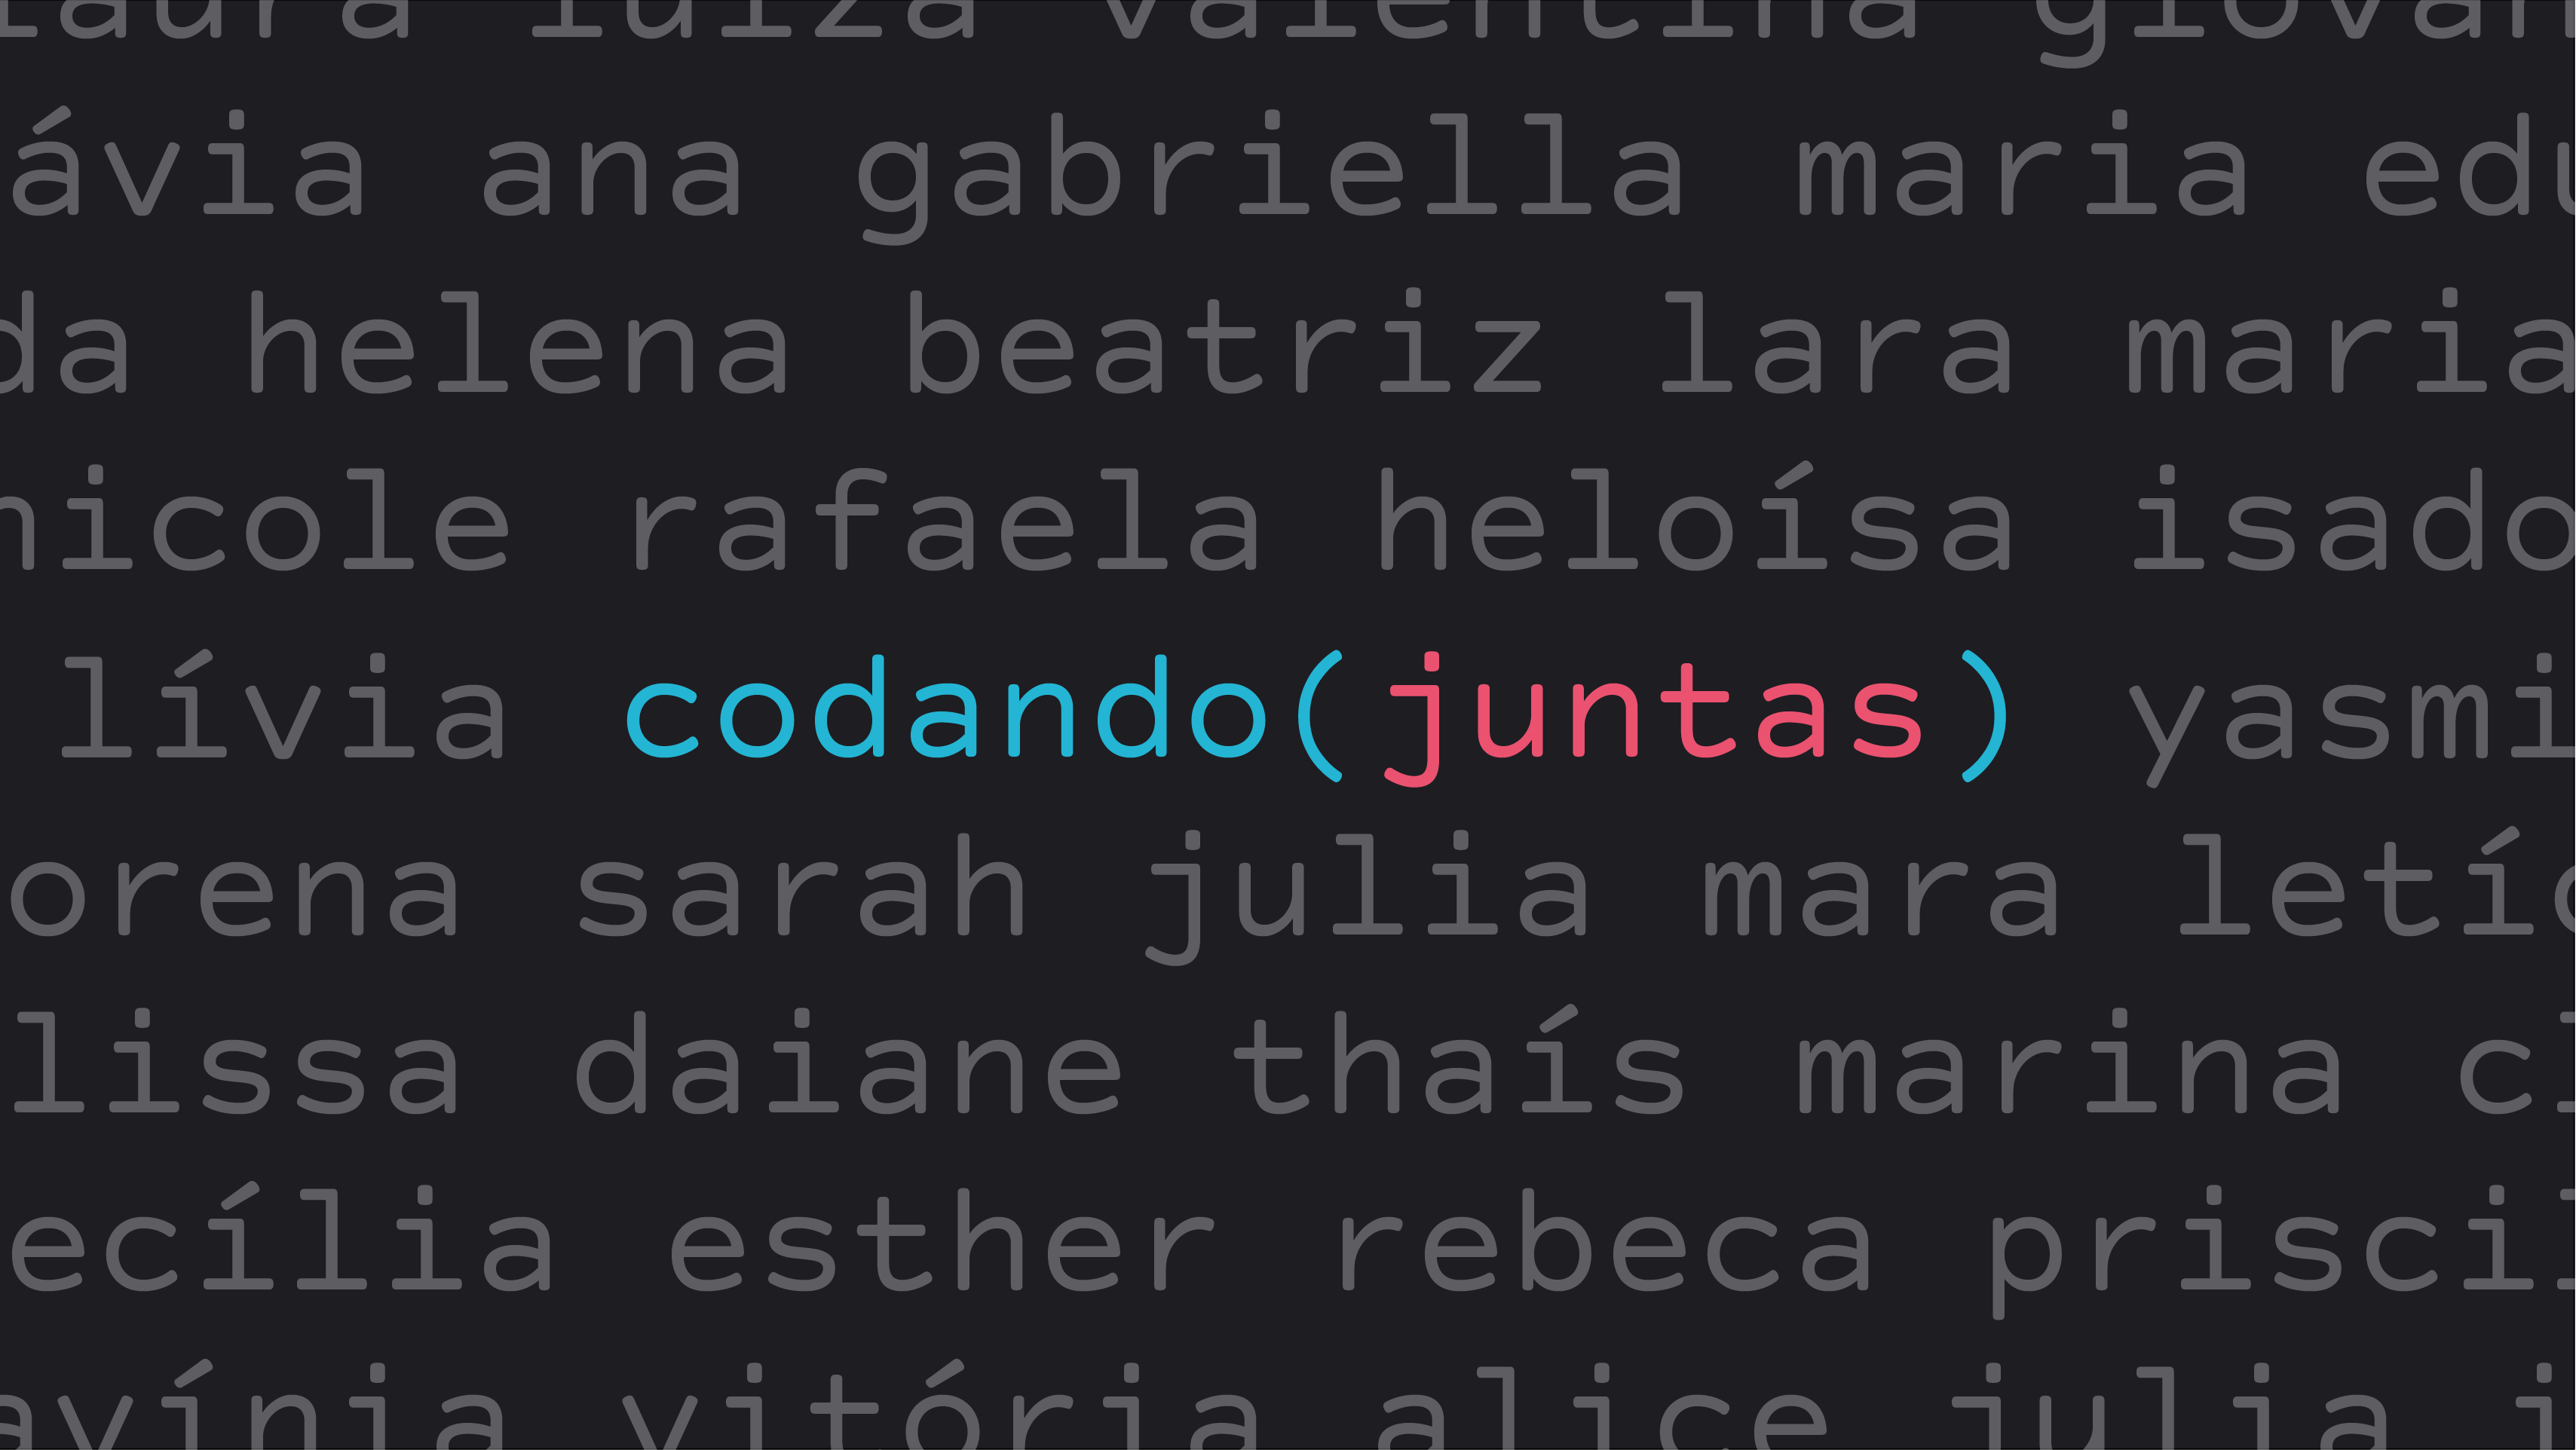 laura luiza valentina giovan
ávia ana gabriella maria edu
da helena beatriz lara maria
nicole rafaela heloísa isado
lívia codando(juntas) yasmi
orena sarah julia mara letíc
lissa daiane thaís marina ci
ecília esther rebeca priscil
avínia vitória alice julia i